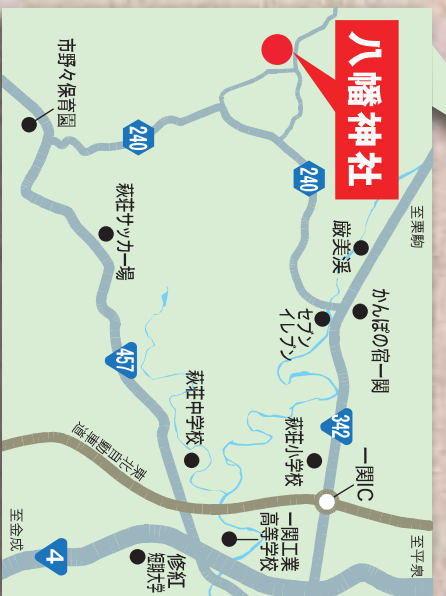 八幡神社
至栗駒
市野々保育園
240
240
厳美渓
萩荘サッカー場
かんぽの宿一関
セブン
イレブン
457
342
萩荘中学校
萩荘小学校
一関IC
東北自動車道
一関工業
高等学校
至平泉
至金成
4
修紅
短期大学